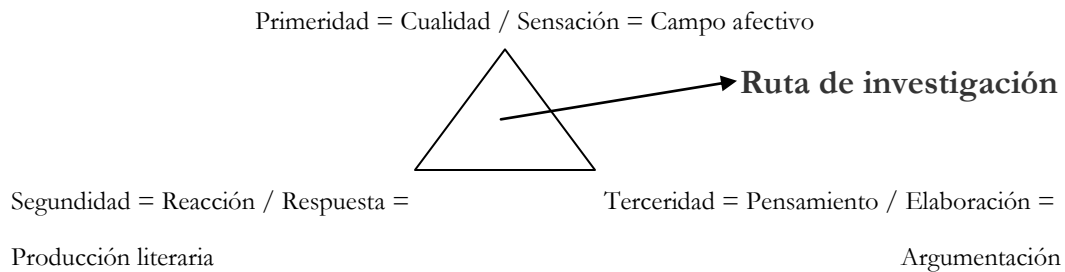 Primeridad = Cualidad / Sensación = Campo afectivo
Ruta de investigación
Segundidad = Reacción / Respuesta =
Producción literaria
Terceridad = Pensamiento / Elaboración =
Argumentación